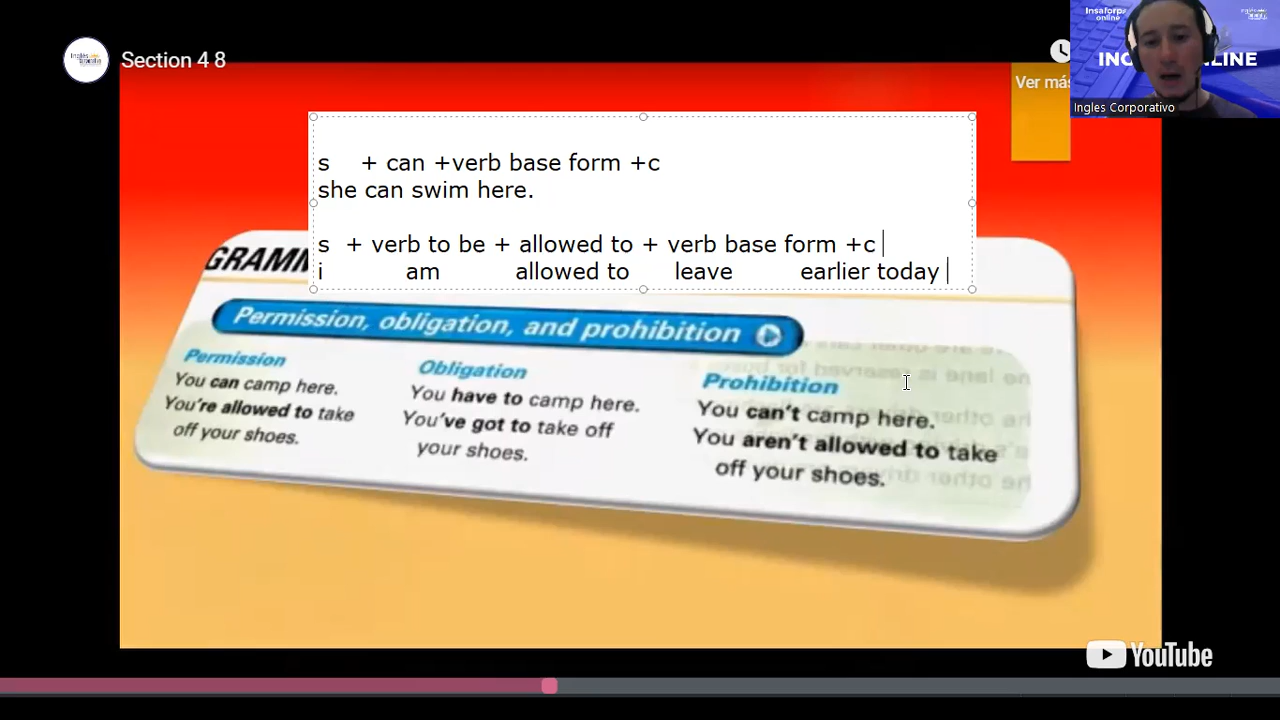 Section 4 8
Ver más
Insaforp
online
Ingles Corporativo
s + can +verb base form +c
she can swim here.
s + verb to be + allowed to + verb base form +c
i am allowed to leave earlier today
Permission, obligation, and prohibition
Permission
You can camp here.
You're allowed to take
off your shoes.
Obligation
You have to camp here.
You've got to take off
your shoes.
Prohibition
You can't camp here.
You aren't allowed to take
off your shoes.
YouTube